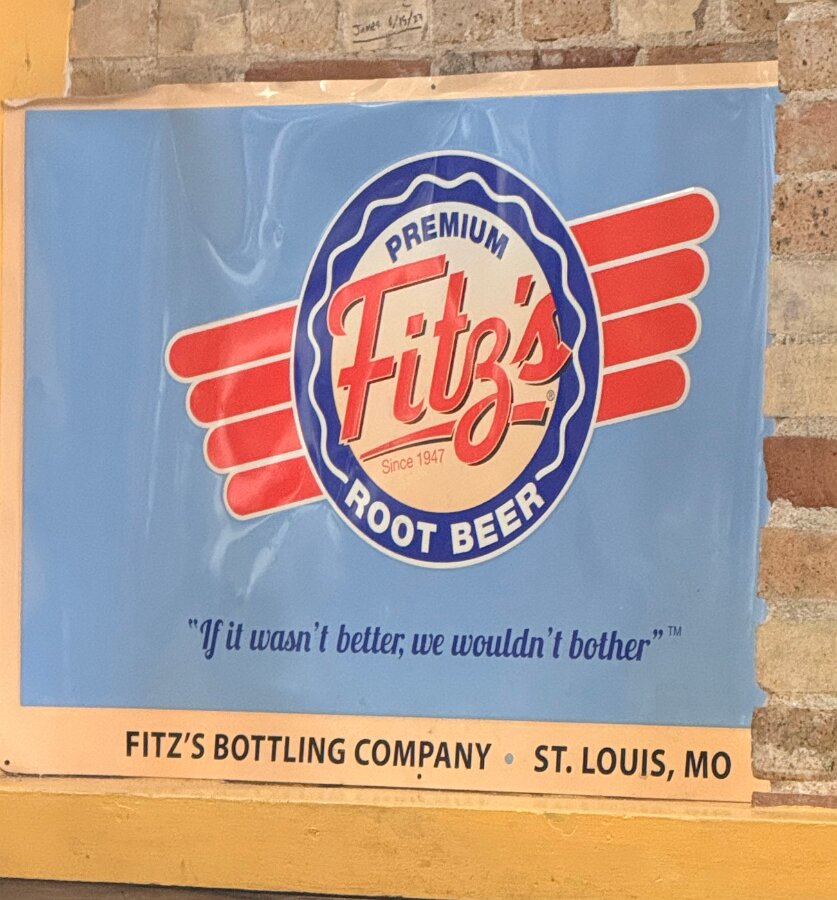 PREMIUM
Fitz's
®
Since 1947
ROOT BEER
"If it wasn't better, we wouldn't bother" ™
FITZ'S BOTTLING COMPANY • ST. LOUIS, MO